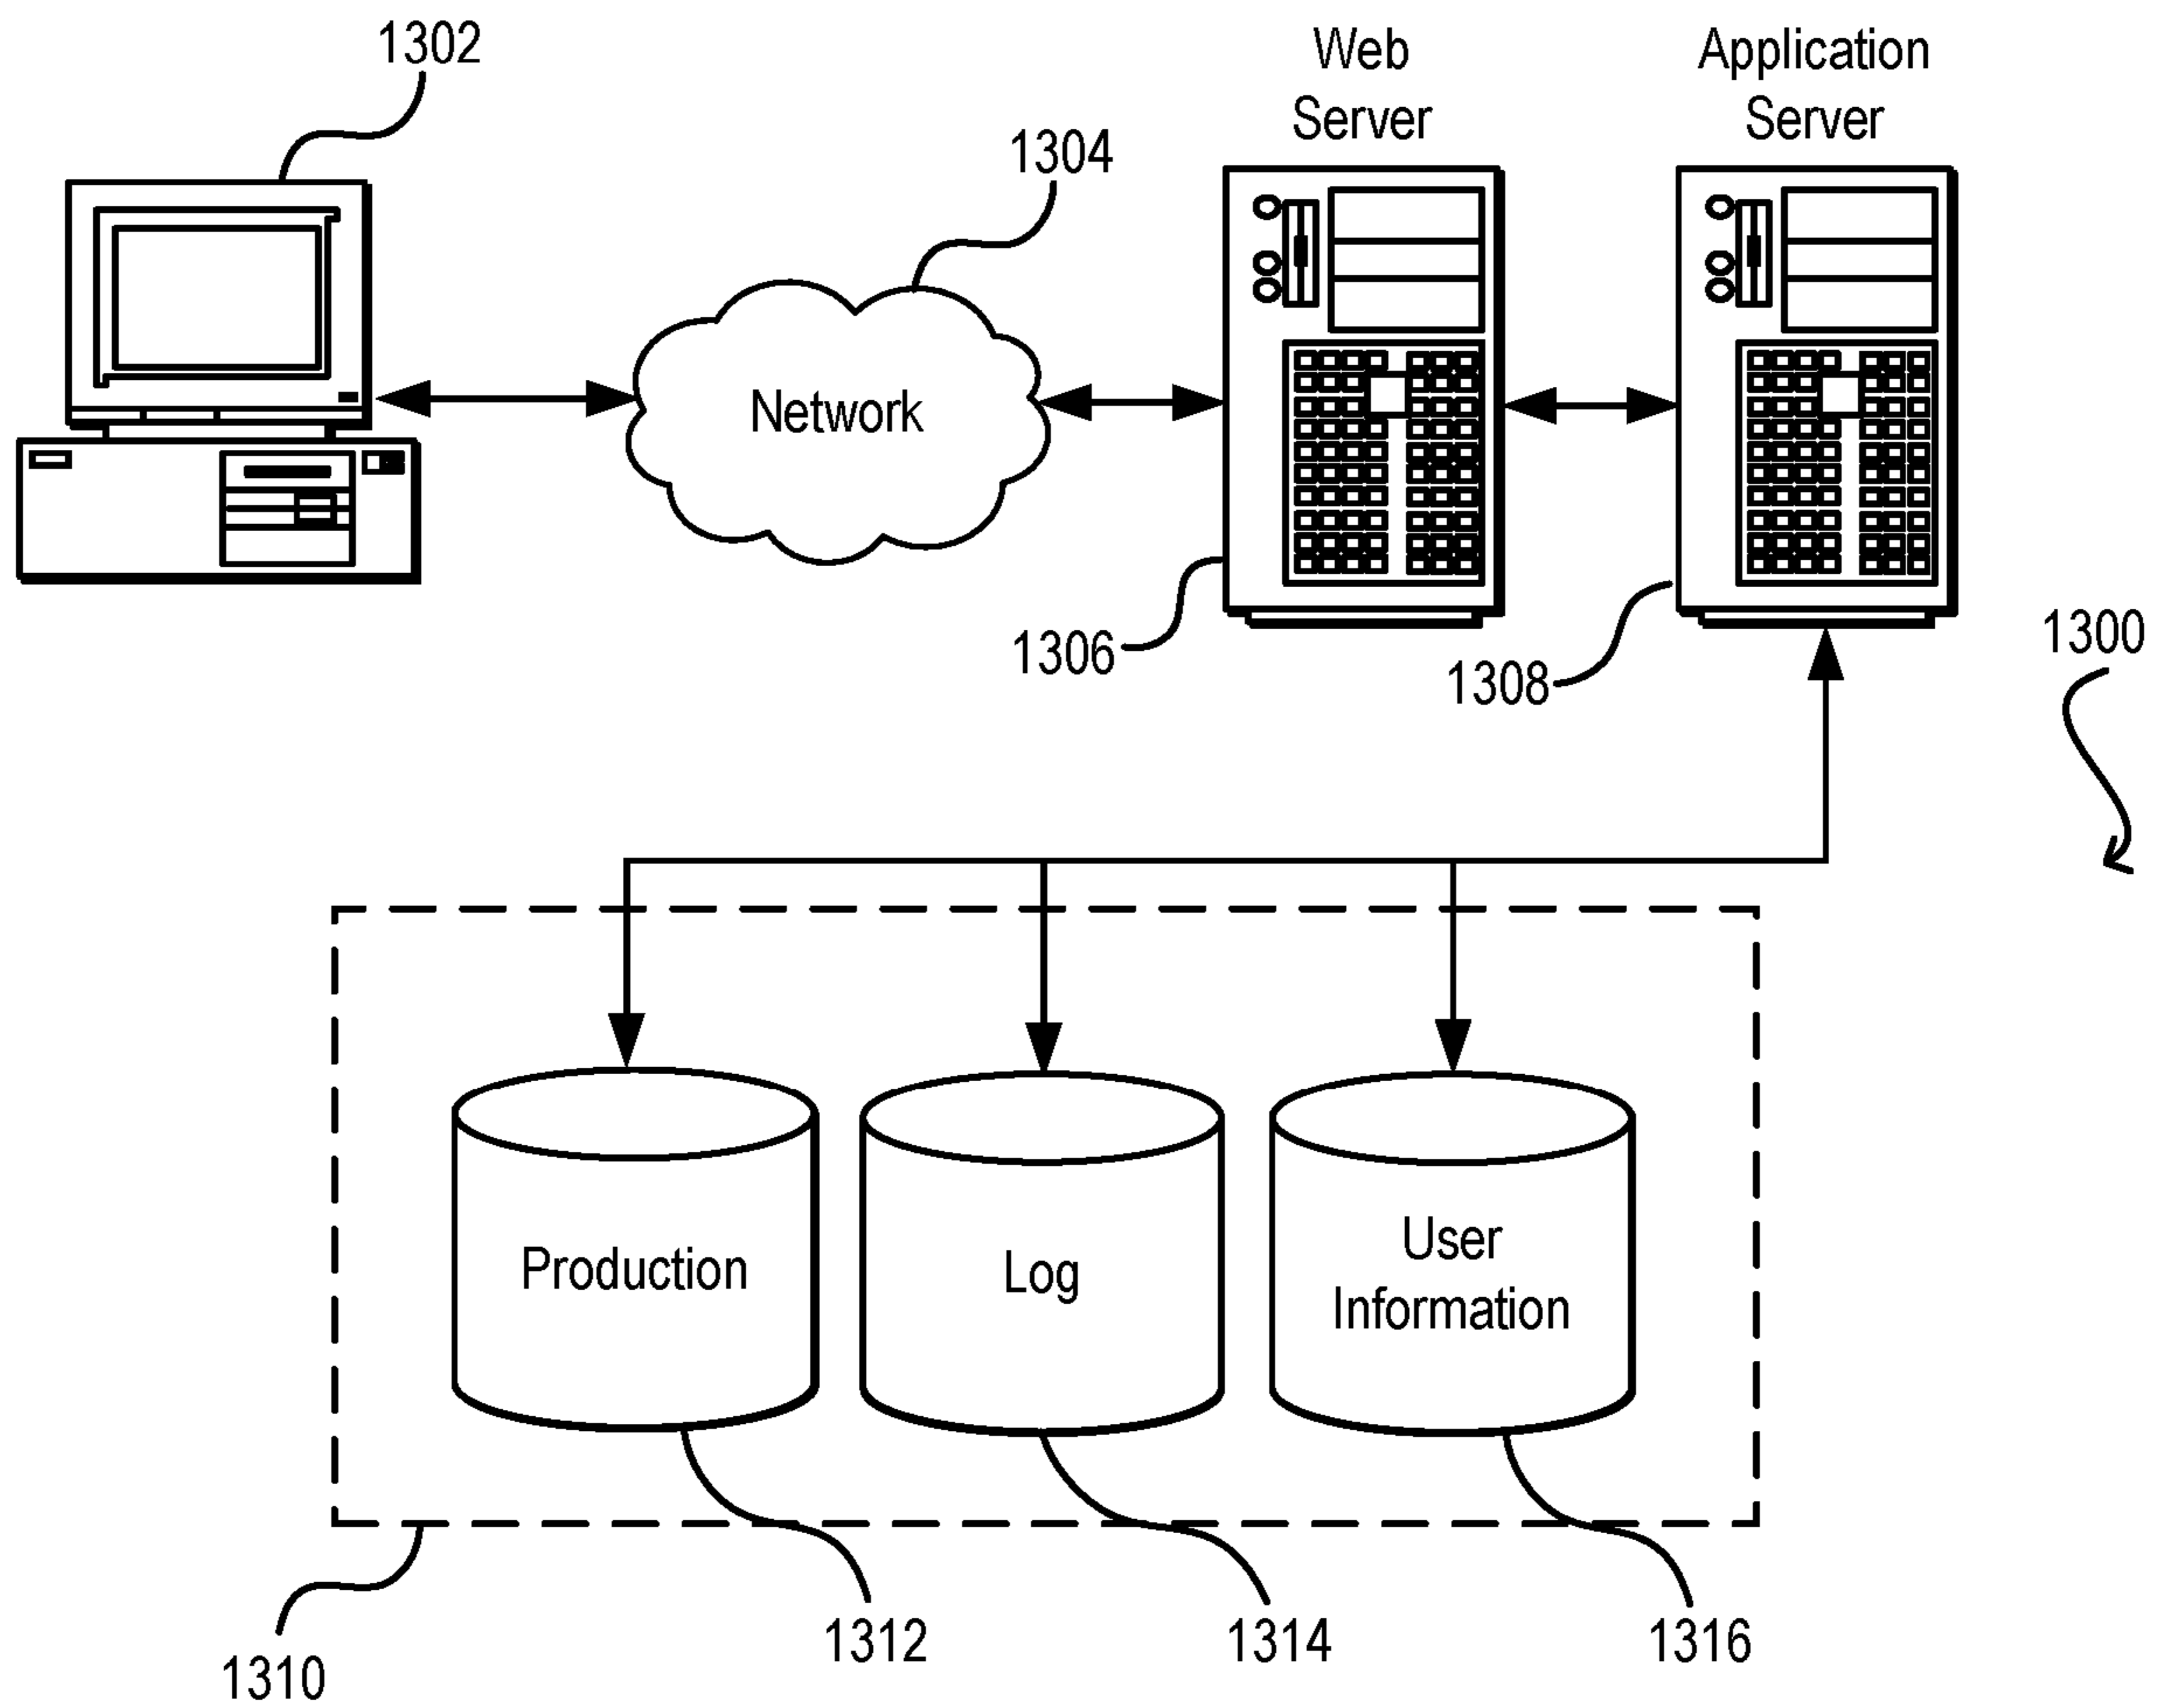 1302
Web
Server
Application
Server
1304
Network
1306
1308
1300
Production
Log
User
Information
1310
1312
1314
1316